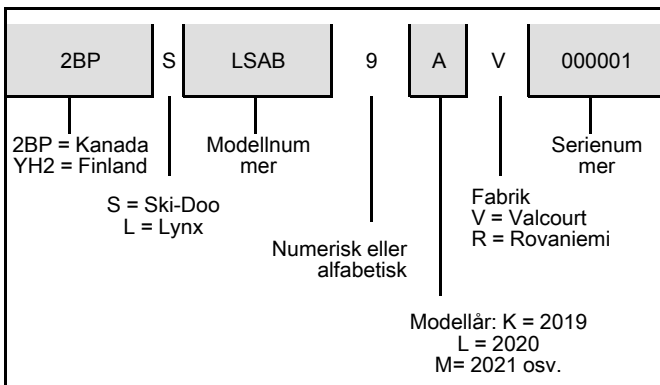 2BP S LSAB 9 A V 000001
2BP = Kanada
YH2 = Finland
Modellnum
mer
Serienum
mer
S = Ski-Doo
L = Lynx
Fabrik
V = Valcourt
R = Rovaniemi
Numerisk eller
alfabetisk
Modellår: K = 2019
L = 2020
M= 2021 osv.